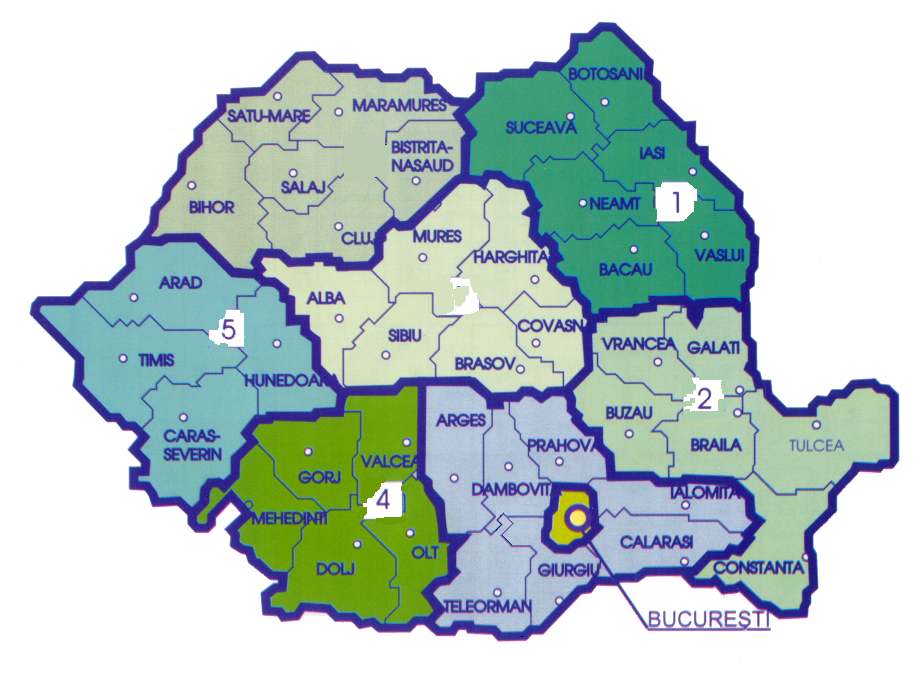 BOTOSANI
MARAMURES
SATU-MARE
SUCEAVA
BISTRITA-
NASAUD
IASI
SALAJ
BIHOR
NEAMT
1
CLUJ
MURES
HARGHITA
VASLUI
BACAU
ARAD
ALBA
5
COVASN
SIBIU
TIMIS
BRASOV
VRANCEA
GALATI
HUNEDOARA
2
BUZAU
ARGES
CARAS-
SEVERIN
PRAHOVA
BRAILA
TULCEA
VALCEA
GORJ
DAMBOVIT
IALOMITA
4
MEHEDINTI
CALARASI
OLT
DOLJ
GIURGIU
CONSTANTA
TELEORMAN
BUCURESTI